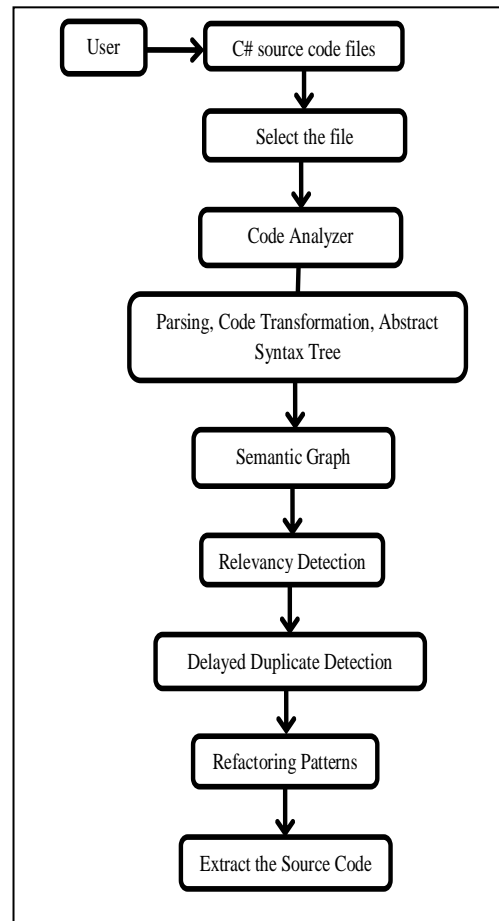 User
C# source code files
Select the file
Code Analyzer
Parsing, Code Transformation, Abstract
Syntax Tree
Semantic Graph
Relevancy Detection
Delayed Duplicate Detection
Refactoring Patterns
Extract the Source Code